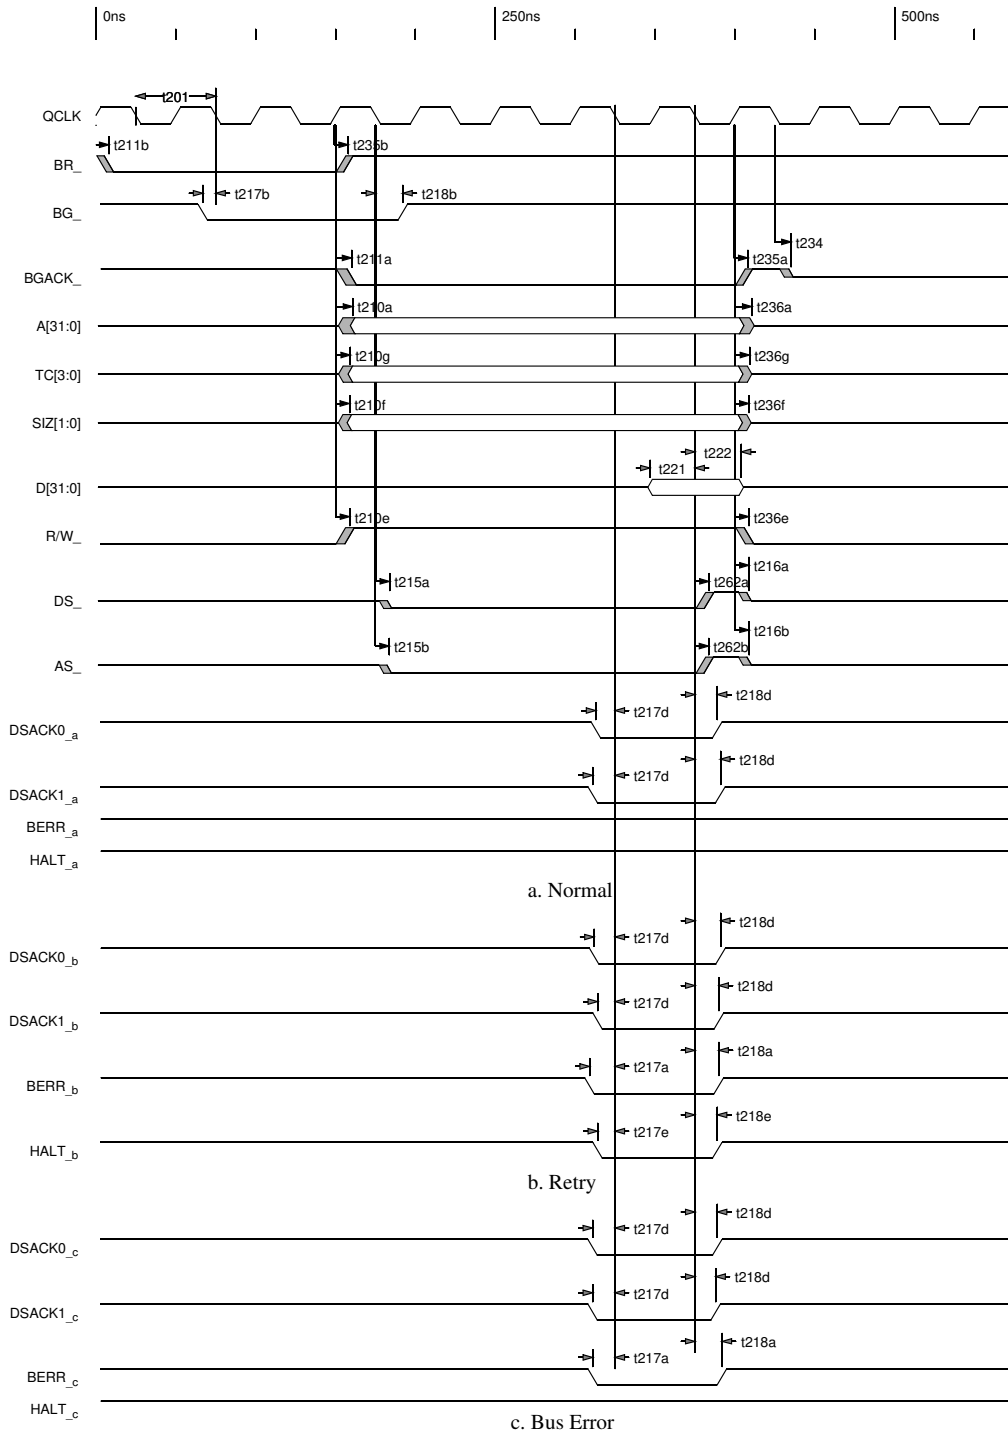 0ns 250ns 500ns
t201
QCLK
t211b t235b
BR_
t217b t218b
BG_
t234
t211a t235a
BGACK_
t210a t236a
A[31:0]
t210g t236g
TC[3:0]
t210f t236f
SIZ[1:0]
t222
t221
D[31:0]
t210e t236e
R/W_
t216a
t215a t262a
DS_
t216b
t215b t262b
AS_
t218d
t217d
DSACK0_a
t218d
t217d
DSACK1_a
BERR_a
HALT_a
a. Normal
t218d
t217d
DSACK0_b
t218d
t217d
DSACK1_b
t218a
t217a
BERR_b
t218e
t217e
HALT_b
b. Retry
t218d
t217d
DSACK0_c
t218d
t217d
DSACK1_c
t218a
t217a
BERR_c
HALT_c
c. Bus Error